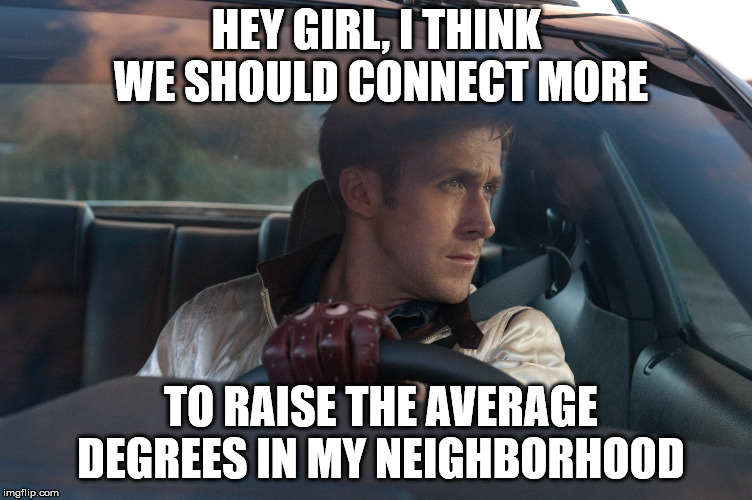 HEY GIRL, I THINK
WE SHOULD CONNECT MORE
TO RAISE THE AVERAGE
DEGREES IN MY NEIGHBORHOOD
imgflip.com